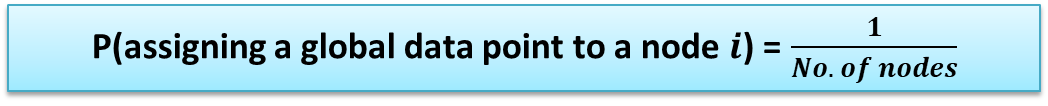 P(assigning a global data point to a node i) = 1 / No. of nodes